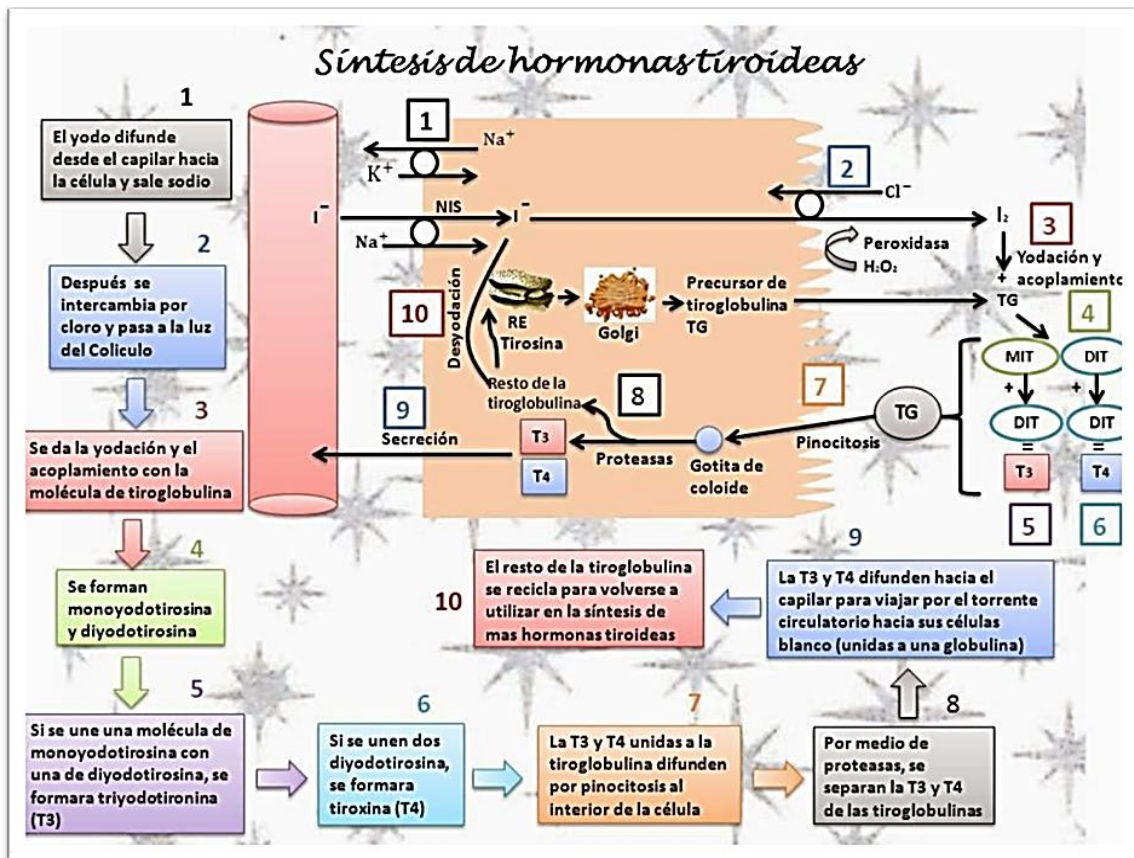 Síntesis de hormonas tiroideas
1
El yodo difunde
desde el capilar hacia
la célula y sale sodio
2
Después se
intercambia por
cloro y pasa a la luz
del Coliculo
3
Se da la yodación y el
acoplamiento con la
molécula de tiroglobulina
4
Se forman
monoyodotirosina
y diyodotirosina
5
Si se une una molécula de
monoyodotirosina con
una de diyodotirosina, se
formara triyodotironina
(T3)
6
Si se unen dos
diyodotirosina,
se formara
tiroxina (T4)
7
La T3 y T4 unidas a la
tiroglobulina difunden
por pinocitosis al
interior de la célula
8
Por medio de
proteasas, se
separan la T3 y T4
de las tiroglobulinas
9
La T3 y T4 difunden hacia el
capilar para viajar por el torrente
circulatorio hacia sus células
blanco (unidas a una globulina)
10
El resto de la tiroglobulina
se recicla para volverse a
utilizar en la síntesis de
mas hormonas tiroideas
1
Na⁺
K⁺
I⁻
NIS
I⁻
Na⁺
2
Cl⁻
I₂
3
Peroxidasa
H₂O₂
Yodación y
acoplamiento
+
TG
10
Desyodación
RE
Tirosina
Golgi
Precursor de
tiroglobulina
TG
4
MIT
DIT
+
+
DIT
DIT
=
=
T3
T4
5
6
7
TG
Pinocitosis
Gotita de
coloide
8
Proteasas
Resto de la
tiroglobulina
T3
T4
9
Secreción